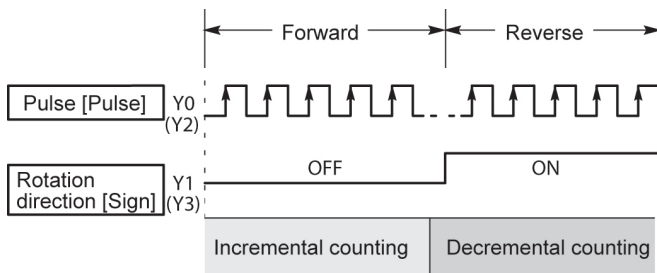 Forward Reverse
Pulse [Pulse] Y0
(Y2)
OFF ON
Rotation
direction [Sign] Y1
(Y3)
Incremental counting Decremental counting